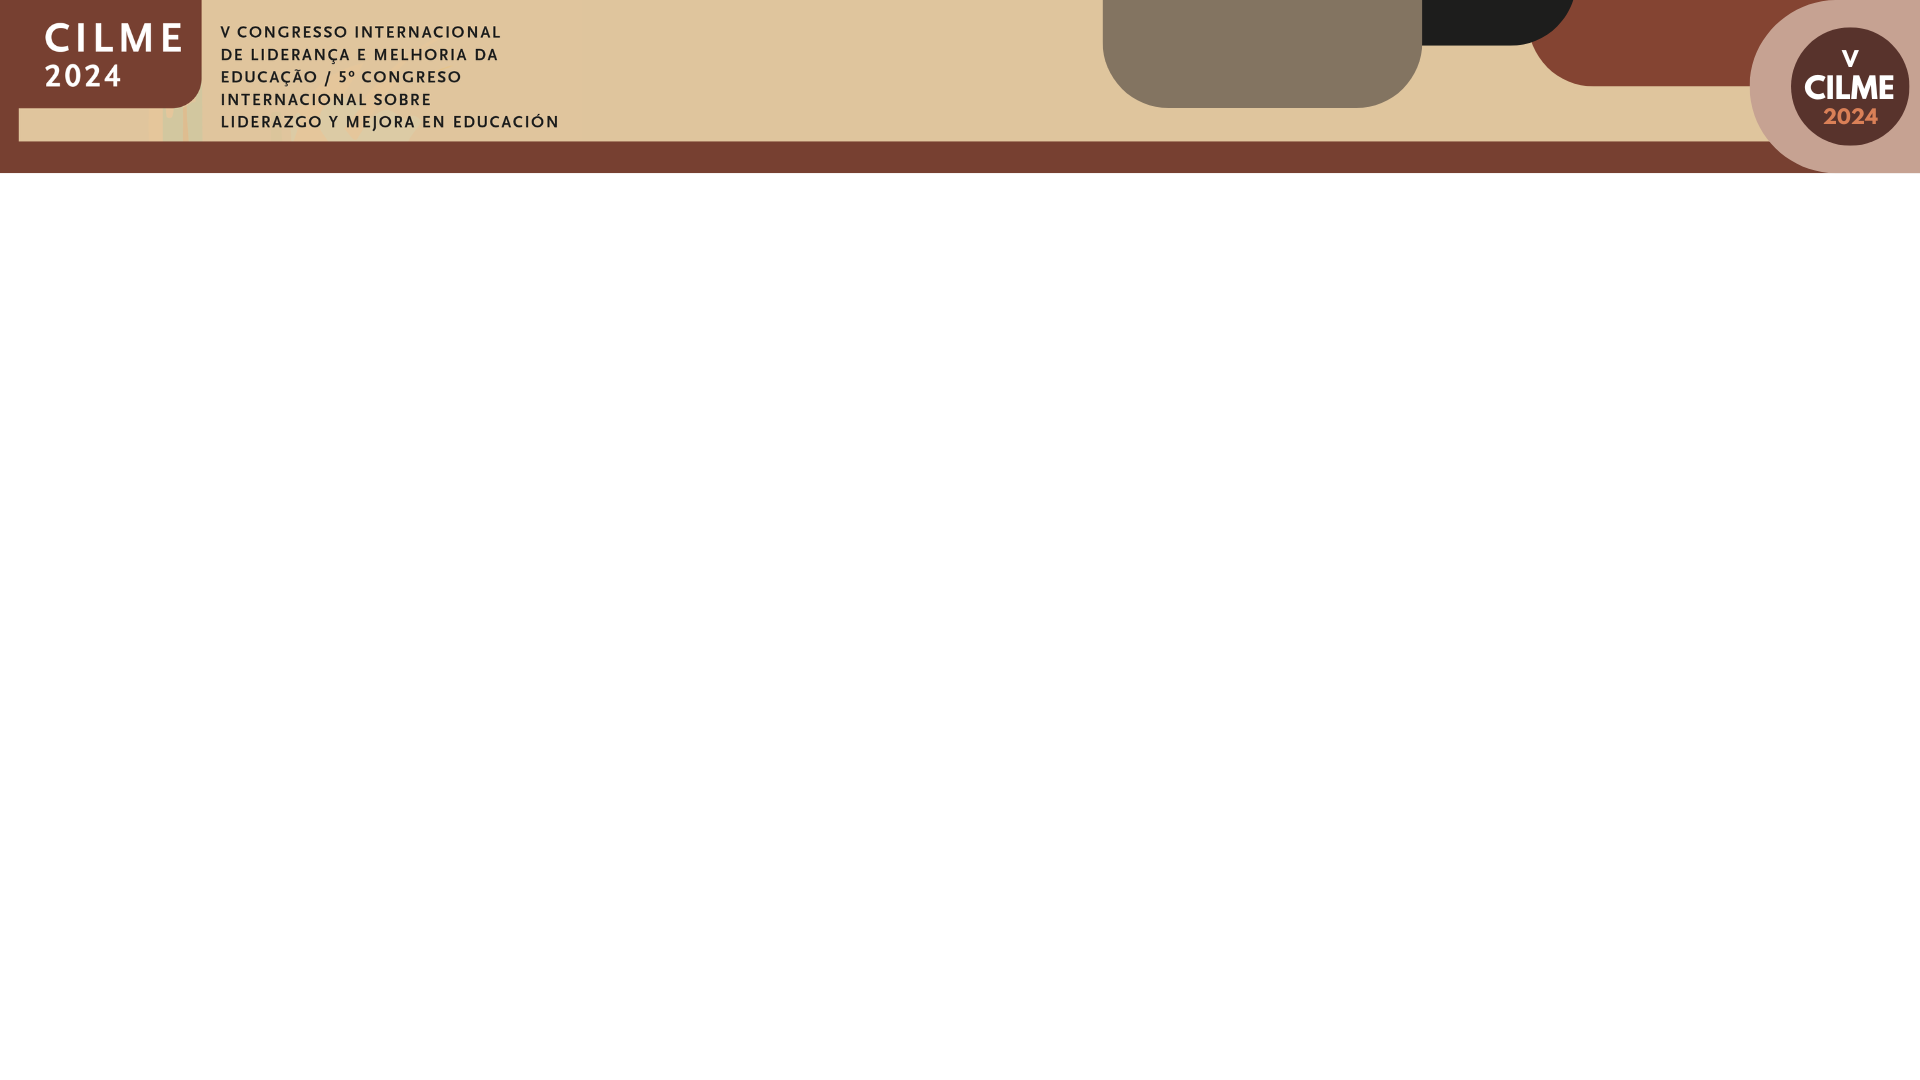 CILME
2024
V CONGRESSO INTERNACIONAL
DE LIDERANÇA E MELHORIA DA
EDUCAÇÃO / 5º CONGRESO
INTERNACIONAL SOBRE
LIDERAZGO Y MEJORA EN EDUCACIÓN
V
CILME
2024